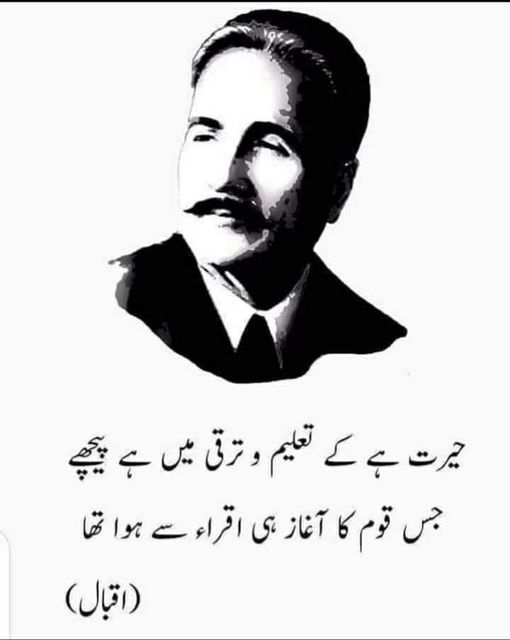 حیرت ہے کے تعلیم و ترقی میں ہے پیچھے
جس قوم کا آغاز ہی اقراء سے ہوا تھا
(اقبال)